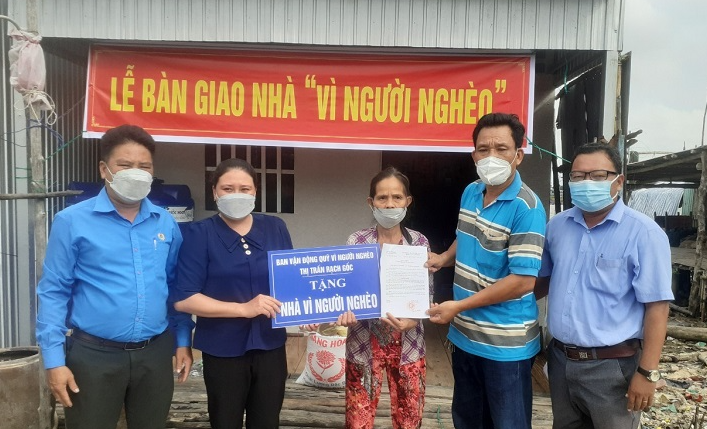 LỄ BÀN GIAO NHÀ "VÌ NGƯỜI NGHÈO"
BAN VẬN ĐỘNG QUỸ VÌ NGƯỜI NGHÈO
THỊ TRẤN RẠCH GỐC
TẶNG
NHÀ VÌ NGƯỜI NGHÈO